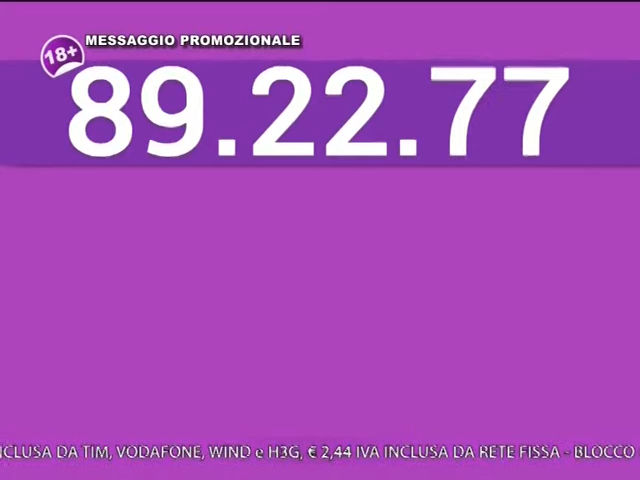 18+
MESSAGGIO PROMOZIONALE
89.22.77
NCLUSA DA TIM, VODAFONE, WIND e H3G, € 2,44 IVA INCLUSA DA RETE FISSA - BLOCCO